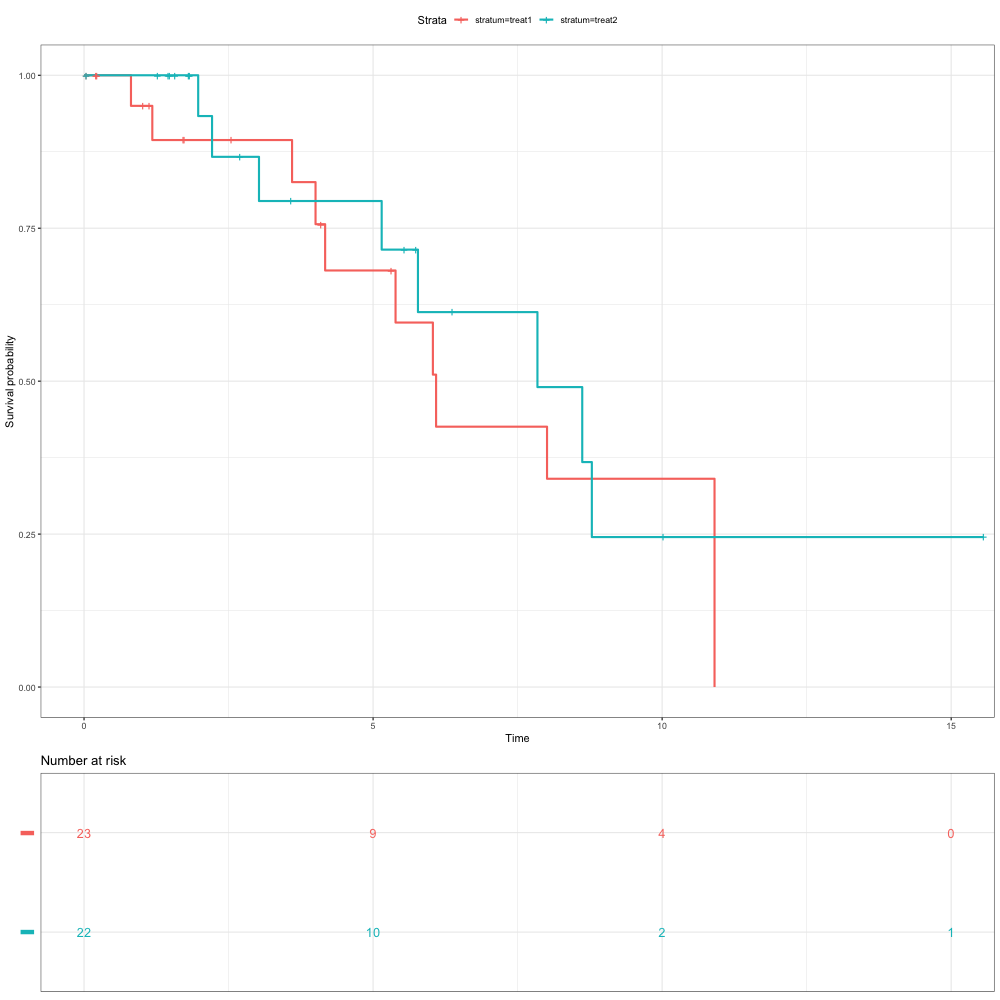 Strata stratum=treat1 stratum=treat2
1.00
0.75
0.50
0.25
0.00
Survival probability
0 5 10 15
Time
Number at risk
23 9 4 0
22 10 2 1